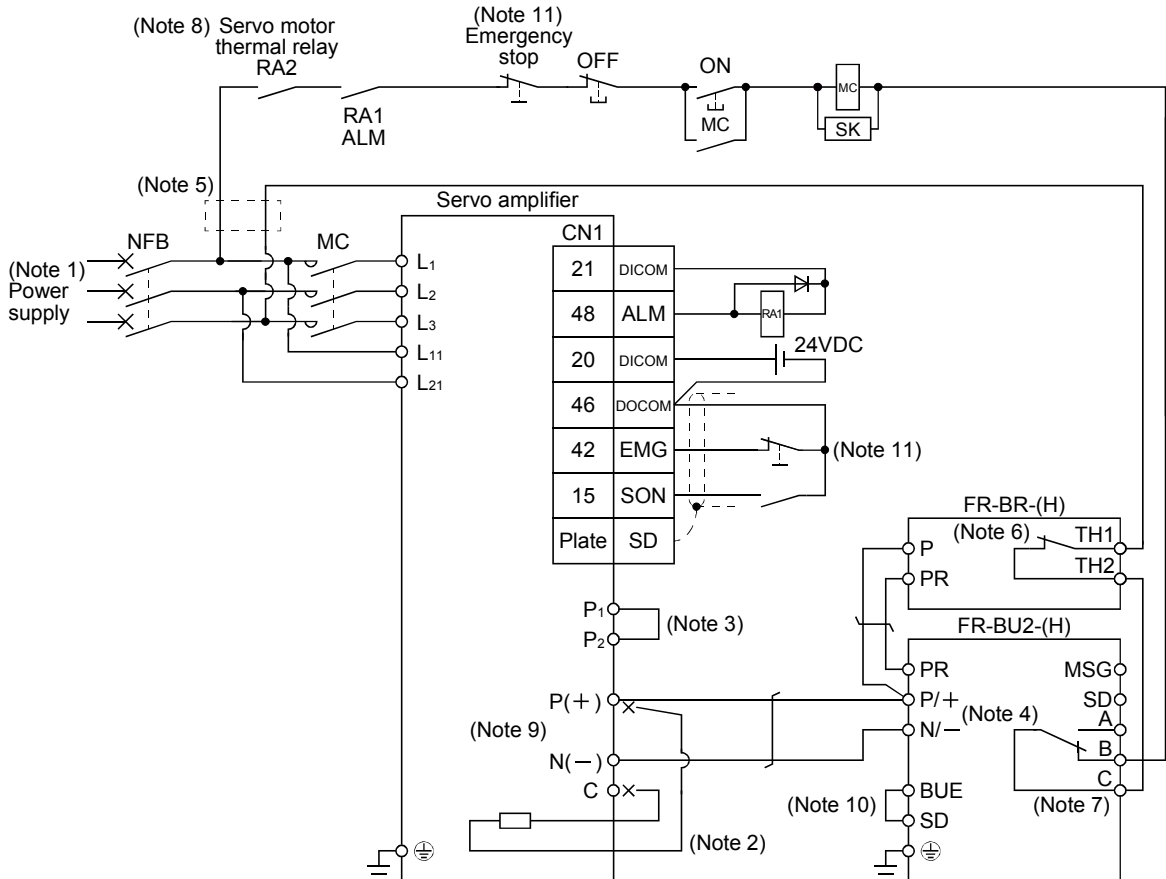 (Note 8) Servo motor
thermal relay
RA2
(Note 11)
Emergency
stop
OFF
ON
MC
RA1
ALM
MC
SK
(Note 5)
Servo amplifier
NFB
MC
(Note 1)
Power
supply
L1
L2
L3
L11
L21
CN1
21 DICOM
48 ALM
RA1
20 DICOM
24VDC
46 DOCOM
42 EMG
(Note 11)
15 SON
Plate SD
FR-BR-(H)
(Note 6)
P
TH1
PR
TH2
P1
P2
(Note 3)
FR-BU2-(H)
PR
MSG
P(+)
P/+
SD
(Note 9)
N/-
(Note 4)
A
B
N(-)
C
C
BUE
(Note 10)
(Note 7)
SD
(Note 2)